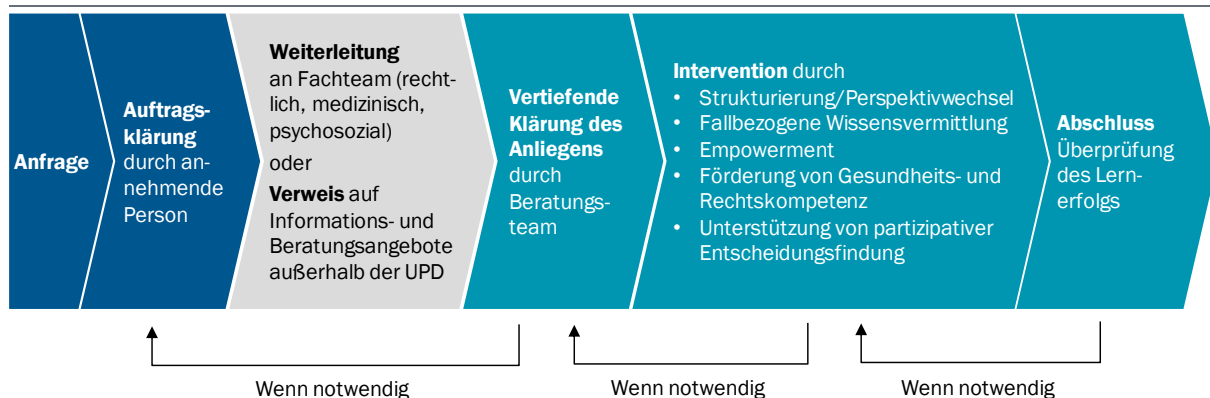 Anfrage
Auftrags-
klärung
durch an-
nehmende
Person
Weiterleitung
an Fachteam (recht-
lich, medizinisch,
psychosozial)
oder
Verweis auf
Informations- und
Beratungsangebote
außerhalb der UPD
Vertiefende
Klärung des
Anliegens
durch
Beratungs-
team
Intervention durch
• Strukturierung/Perspektivwechsel
• Fallbezogene Wissensvermittlung
• Empowerment
• Förderung von Gesundheits- und
Rechtskompetenz
• Unterstützung von partizipativer
Entscheidungsfindung
Abschluss
Überprüfung
des Lern-
erfolgs
Wenn notwendig
Wenn notwendig
Wenn notwendig